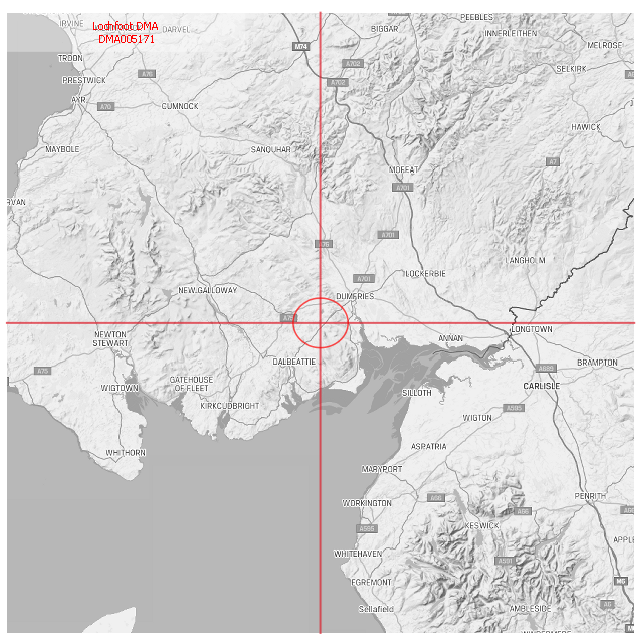 IRVINE
DARVEL
Lochfoot DMA
DMA005171
PEEBLES
BIGGAR
INNERLEITHEN
M74
MELROSE
TROON
A702
SELKIRK
PRESTWICK
A76
A702
AYR
A70
CUMNOCK
HAWICK
MAYBOLE
SANQUHAR
A7
MOFFAT
A701
RVAN
A701
A76
LANGHOLM
LOCKERBIE
A701
NEW GALLOWAY
DUMFRIES
LONGTOWN
NEWTON
STEWART
ANNAN
DALBEATTIE
BRAMPTON
A75
A689
GATEHOUSE
OF FLEET
WIGTOWN
CARLISLE
SILLOTH
KIRKCUDBRIGHT
A595
WIGTON
ASPATRIA
WHITHORN
MARYPORT
WORKINGTON
A66
PENRITH
A66
KESWICK
A595
APPL
WHITEHAVEN
A591
EGREMONT
M6
Sellafield
AMBLESIDE
A6
WINDERMERE